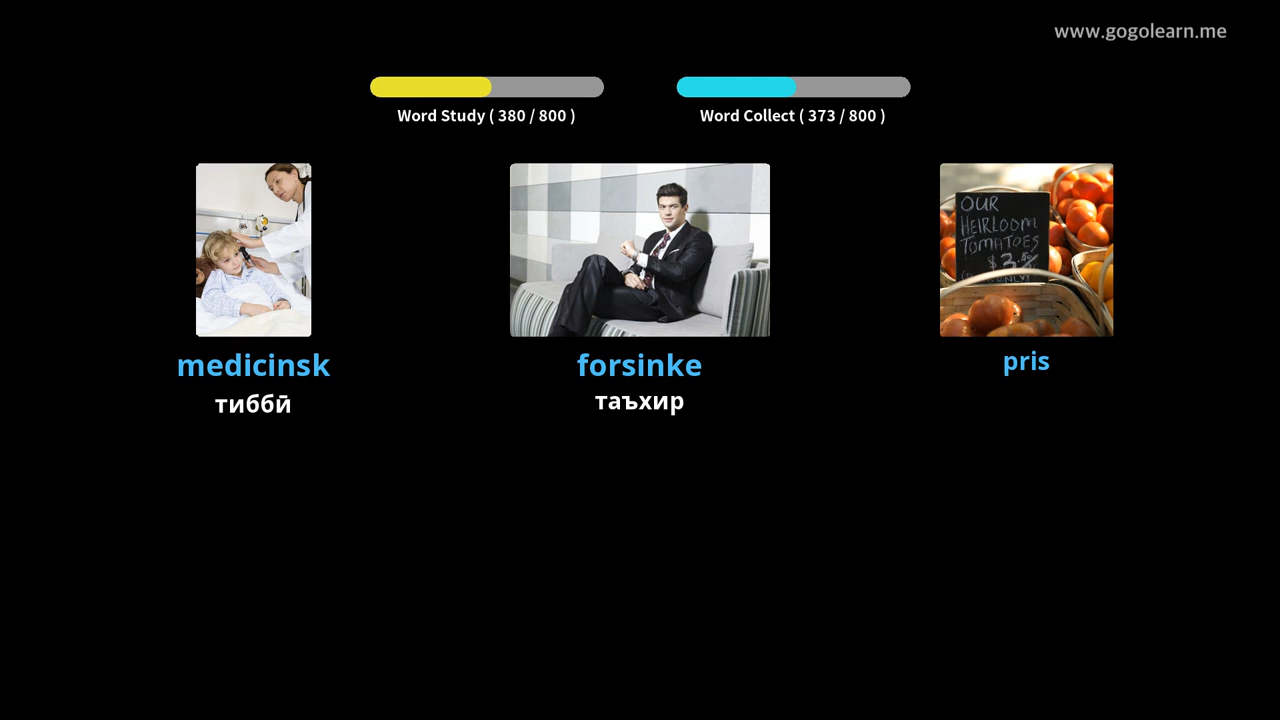 www.gogolearn.me
Word Study ( 380 / 800 )
Word Collect ( 373 / 800 )
OUR
HEIRLOOM
TOMATOES
medicinsk
тиббӣ
forsinke
таъхир
pris